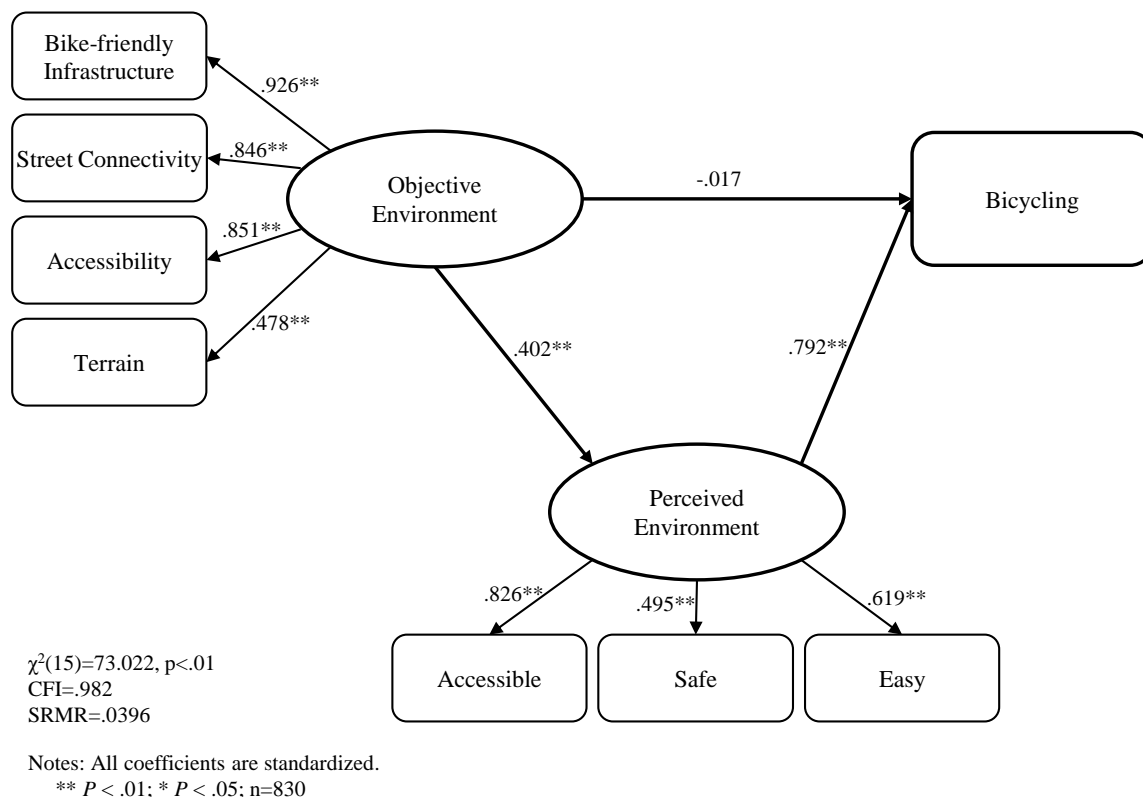 Bike-friendly
Infrastructure
.926**
Street Connectivity
.846**
Objective
Environment
-.017
Bicycling
Accessibility
.851**
Terrain
.478**
.402**
.792**
Perceived
Environment
.826**
.495**
.619**
Accessible
Safe
Easy
χ²(15)=73.022, p<.01
CFI=.982
SRMR=.0396
Notes: All coefficients are standardized.
** P < .01; * P < .05; n=830